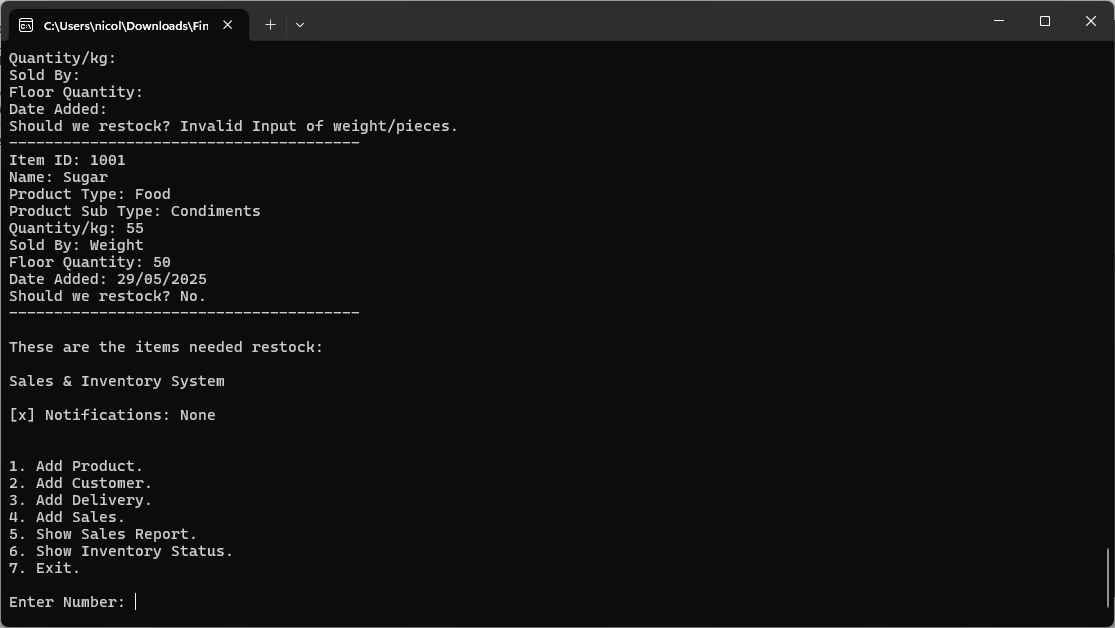 C:\Users\nicol\Downloads\Fin
Quantity/kg:
Sold By:
Floor Quantity:
Date Added:
Should we restock? Invalid Input of weight/pieces.
---------------------------------------
Item ID: 1001
Name: Sugar
Product Type: Food
Product Sub Type: Condiments
Quantity/kg: 55
Sold By: Weight
Floor Quantity: 50
Date Added: 29/05/2025
Should we restock? No.
---------------------------------------
These are the items needed restock:
Sales & Inventory System
[x] Notifications: None
1. Add Product.
2. Add Customer.
3. Add Delivery.
4. Add Sales.
5. Show Sales Report.
6. Show Inventory Status.
7. Exit.
Enter Number: